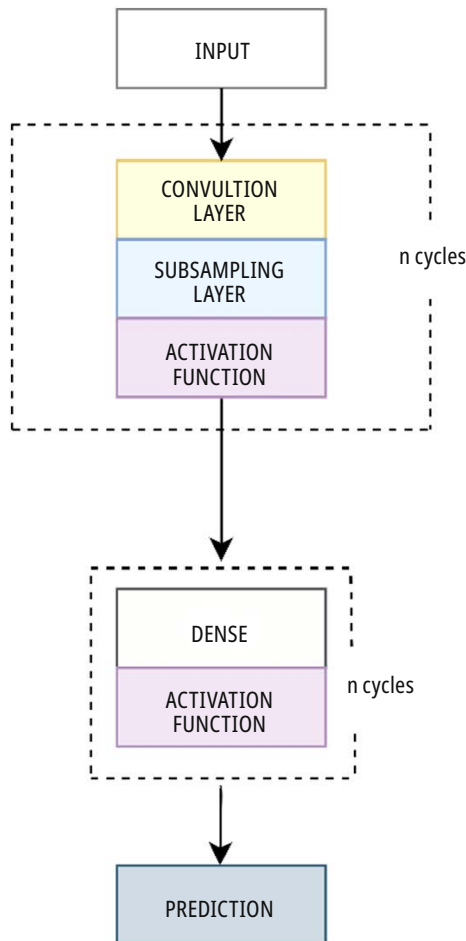 INPUT
CONVULTION
LAYER
SUBSAMPLING
LAYER
n cycles
ACTIVATION
FUNCTION
DENSE
n cycles
ACTIVATION
FUNCTION
PREDICTION